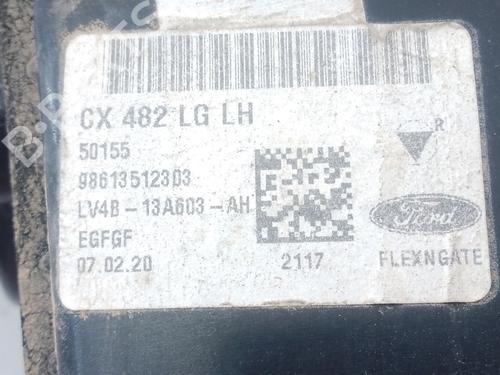 CX 482 LG LH
50155
98613512303
LV4B-13A603-AH
EGFGF
07.02.20
2117
R
Ford
FLEXNGATE